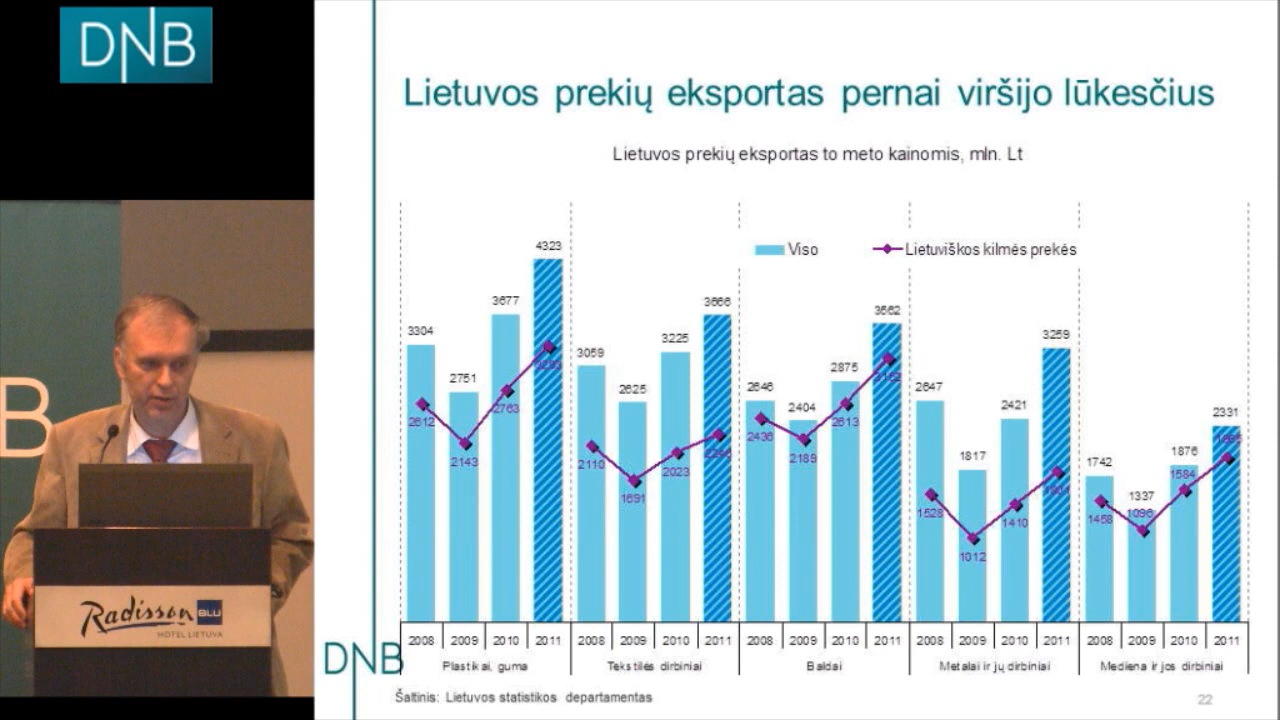 DNB
Lietuvos prekių eksportas pernai viršijo lūkesčius
Lietuvos prekių eksportas to meto kainomis, mln. Lt
Viso
Lietuviškos kilmės prekės
3304 2751 3677 4323
2612 2143 2763
3059 2625 3225 3666
2110 1691 2023
2646 2404 2875 3562
2436 2189 2613
2647 1817 2421 3259
1528 1012 1410
1742 1337 1876 2331
1458 1096 1584
2008 2009 2010 2011 2008 2009 2010 2011 2008 2009 2010 2011 2008 2009 2010 2011 2008 2009 2010 2011
Plastikai, guma Tekstilės dirbiniai Baldai Metalai ir jų dirbiniai Mediena ir jos dirbiniai
DNB
Šaltinis: Lietuvos statistikos departamentas
22
B
Radisson BLU
HOTEL LIETUVA